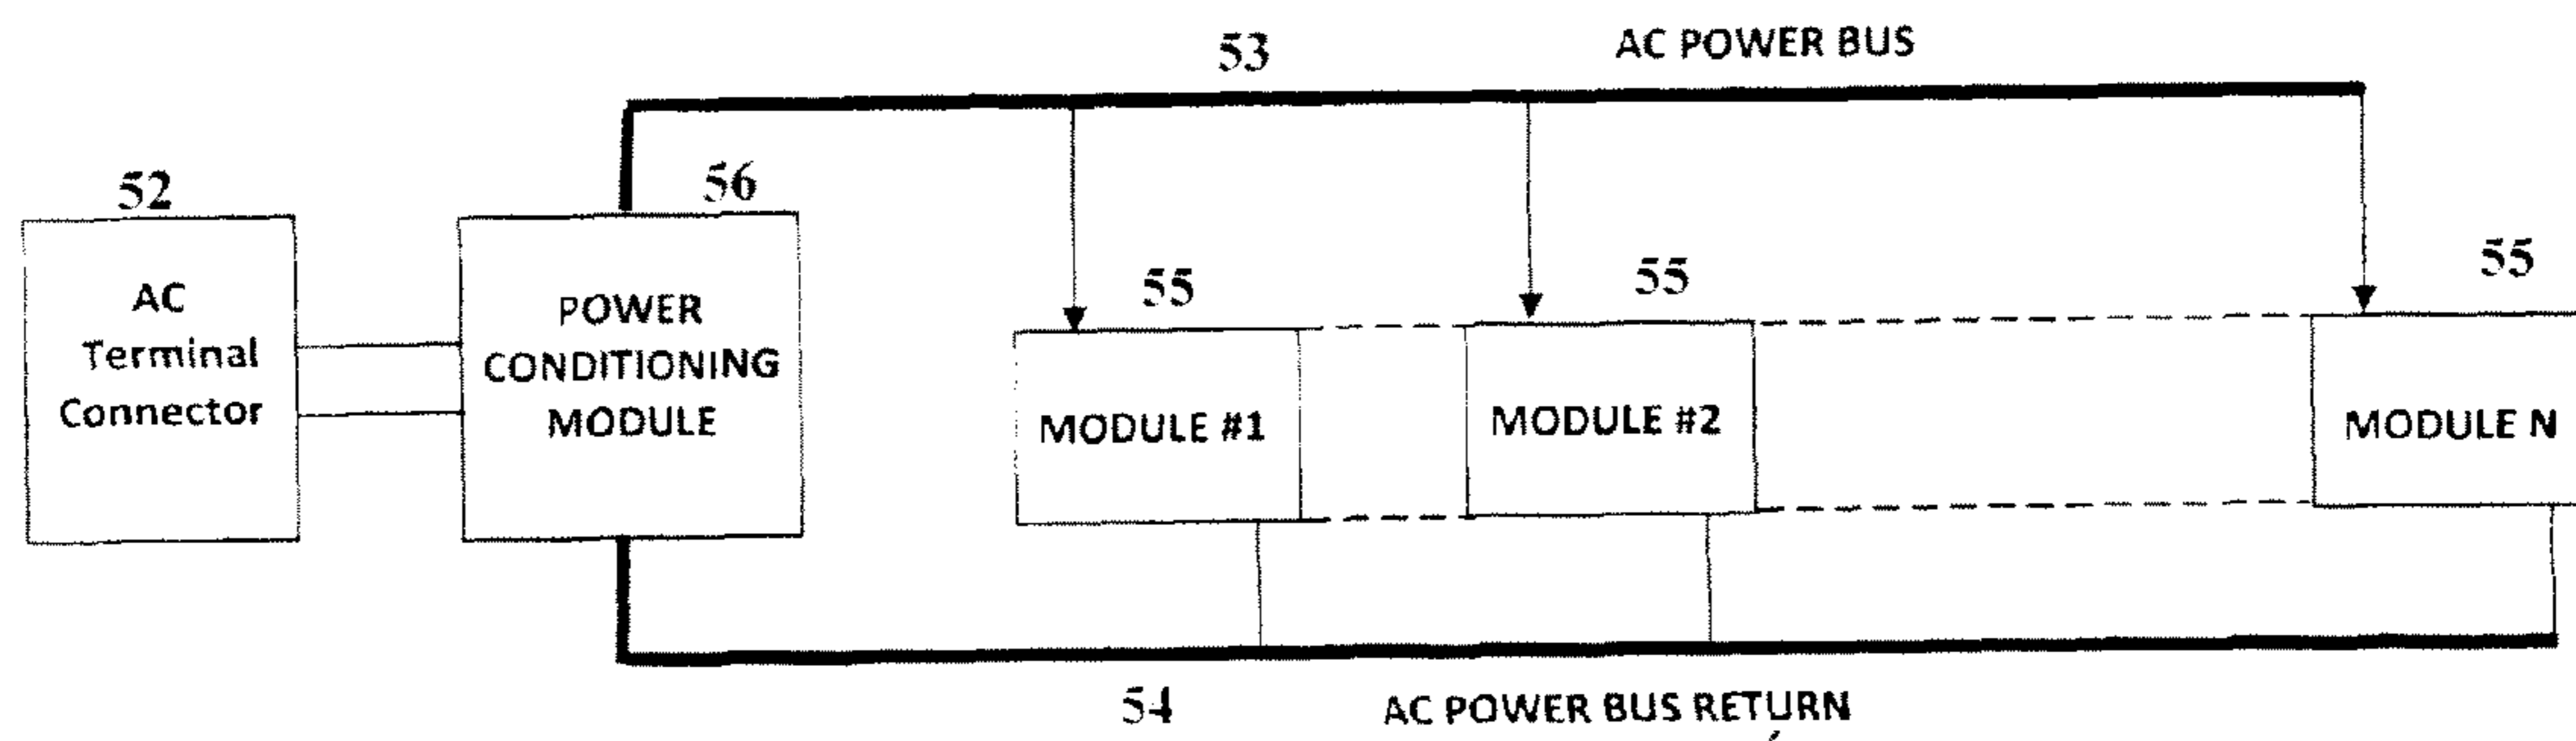 53
AC POWER BUS
52
56
AC
Terminal
Connector
POWER
CONDITIONING
MODULE
55
55
55
MODULE #1
MODULE #2
MODULE N
54
AC POWER BUS RETURN